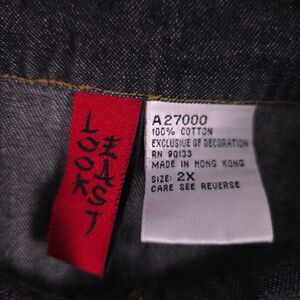 LOOK
EAST
A27000
100% COTTON
EXCLUSIVE OF DECORATION
RN 90133
MADE IN HONG KONG
SIZE: 2X
CARE SEE REVERSE